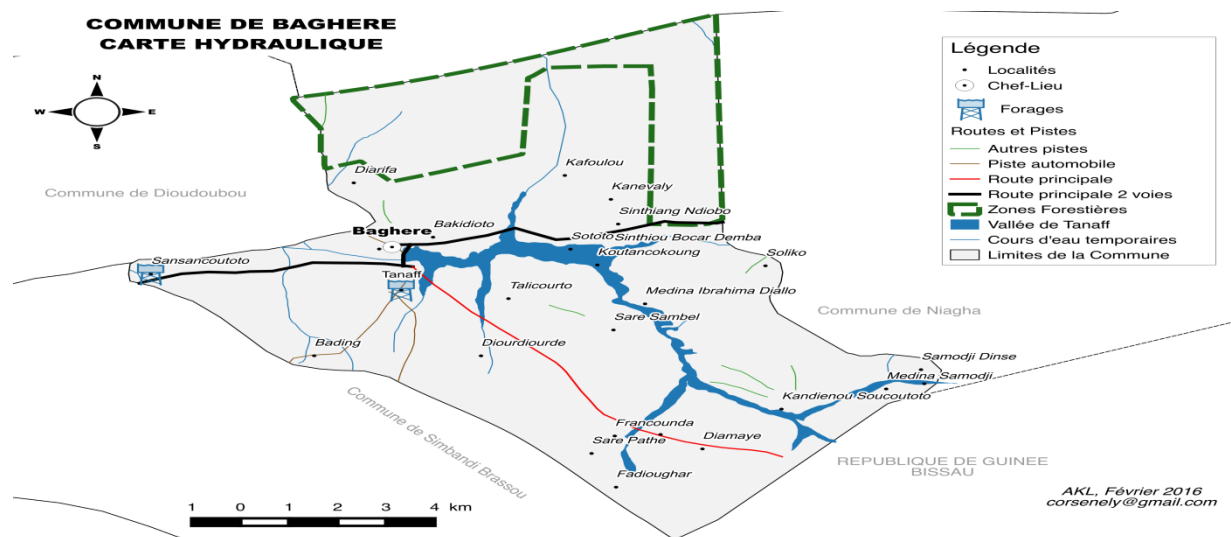 COMMUNE DE BAGHERE
CARTE HYDRAULIQUE
N
W
E
S
Commune de Dioudoubou
Diarifa
Kafoulou
Kanevaly
Sinthiang Ndiobo
Bakidioto
Baghere
Sototo
Sinthiou Bocar Demba
Koutancokoung
Soliko
Sansancoutoto
Tanaff
Talicourto
Medina Ibrahima Diallo
Commune de Niagha
Sare Sambel
Bading
Diourdiourde
Samodji Dinse
Medina Samodji
Kandienou Soucoutoto
Commune de Simbandi Brassou
Francounda
Sare Pathe
Diamaye
Fadioughar
REPUBLIQUE DE GUINEE
BISSAU
Légende
Localités
Chef-Lieu
Forages
Routes et Pistes
Autres pistes
Piste automobile
Route principale
Route principale 2 voies
Zones Forestières
Vallée de Tanaff
Cours d'eau temporaires
Limites de la Commune
1 0 1 2 3 4 km
AKL, Février 2016
corsenely@gmail.com